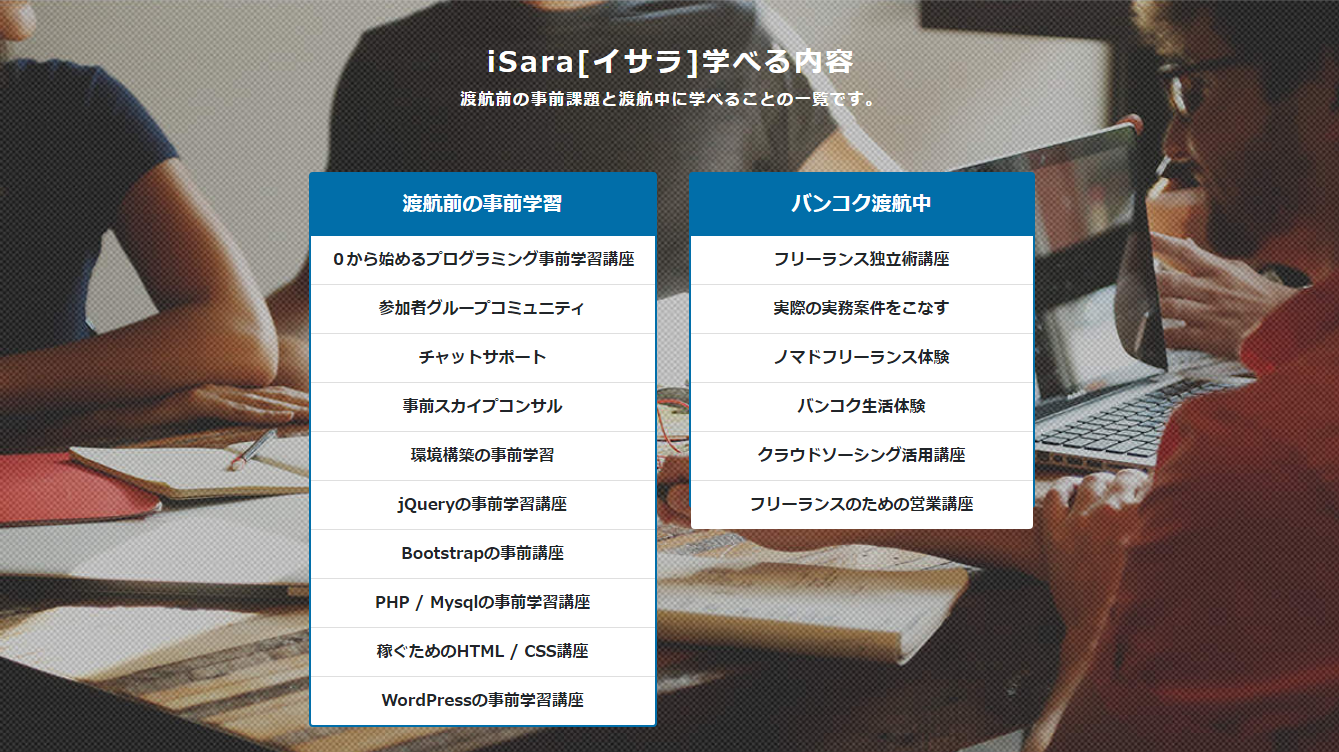 iSara[イサラ]学べる内容
渡航前の事前課題と渡航中に学べることの一覧です。
渡航前の事前学習
０から始めるプログラミング事前学習講座
参加者グループコミュニティ
チャットサポート
事前スカイプコンサル
環境構築の事前学習
jQueryの事前学習講座
Bootstrapの事前講座
PHP / Mysqlの事前学習講座
稼ぐためのHTML / CSS講座
WordPressの事前学習講座
バンコク渡航中
フリーランス独立術講座
実際の実務案件をこなす
ノマドフリーランス体験
バンコク生活体験
クラウドソーシング活用講座
フリーランスのための営業講座